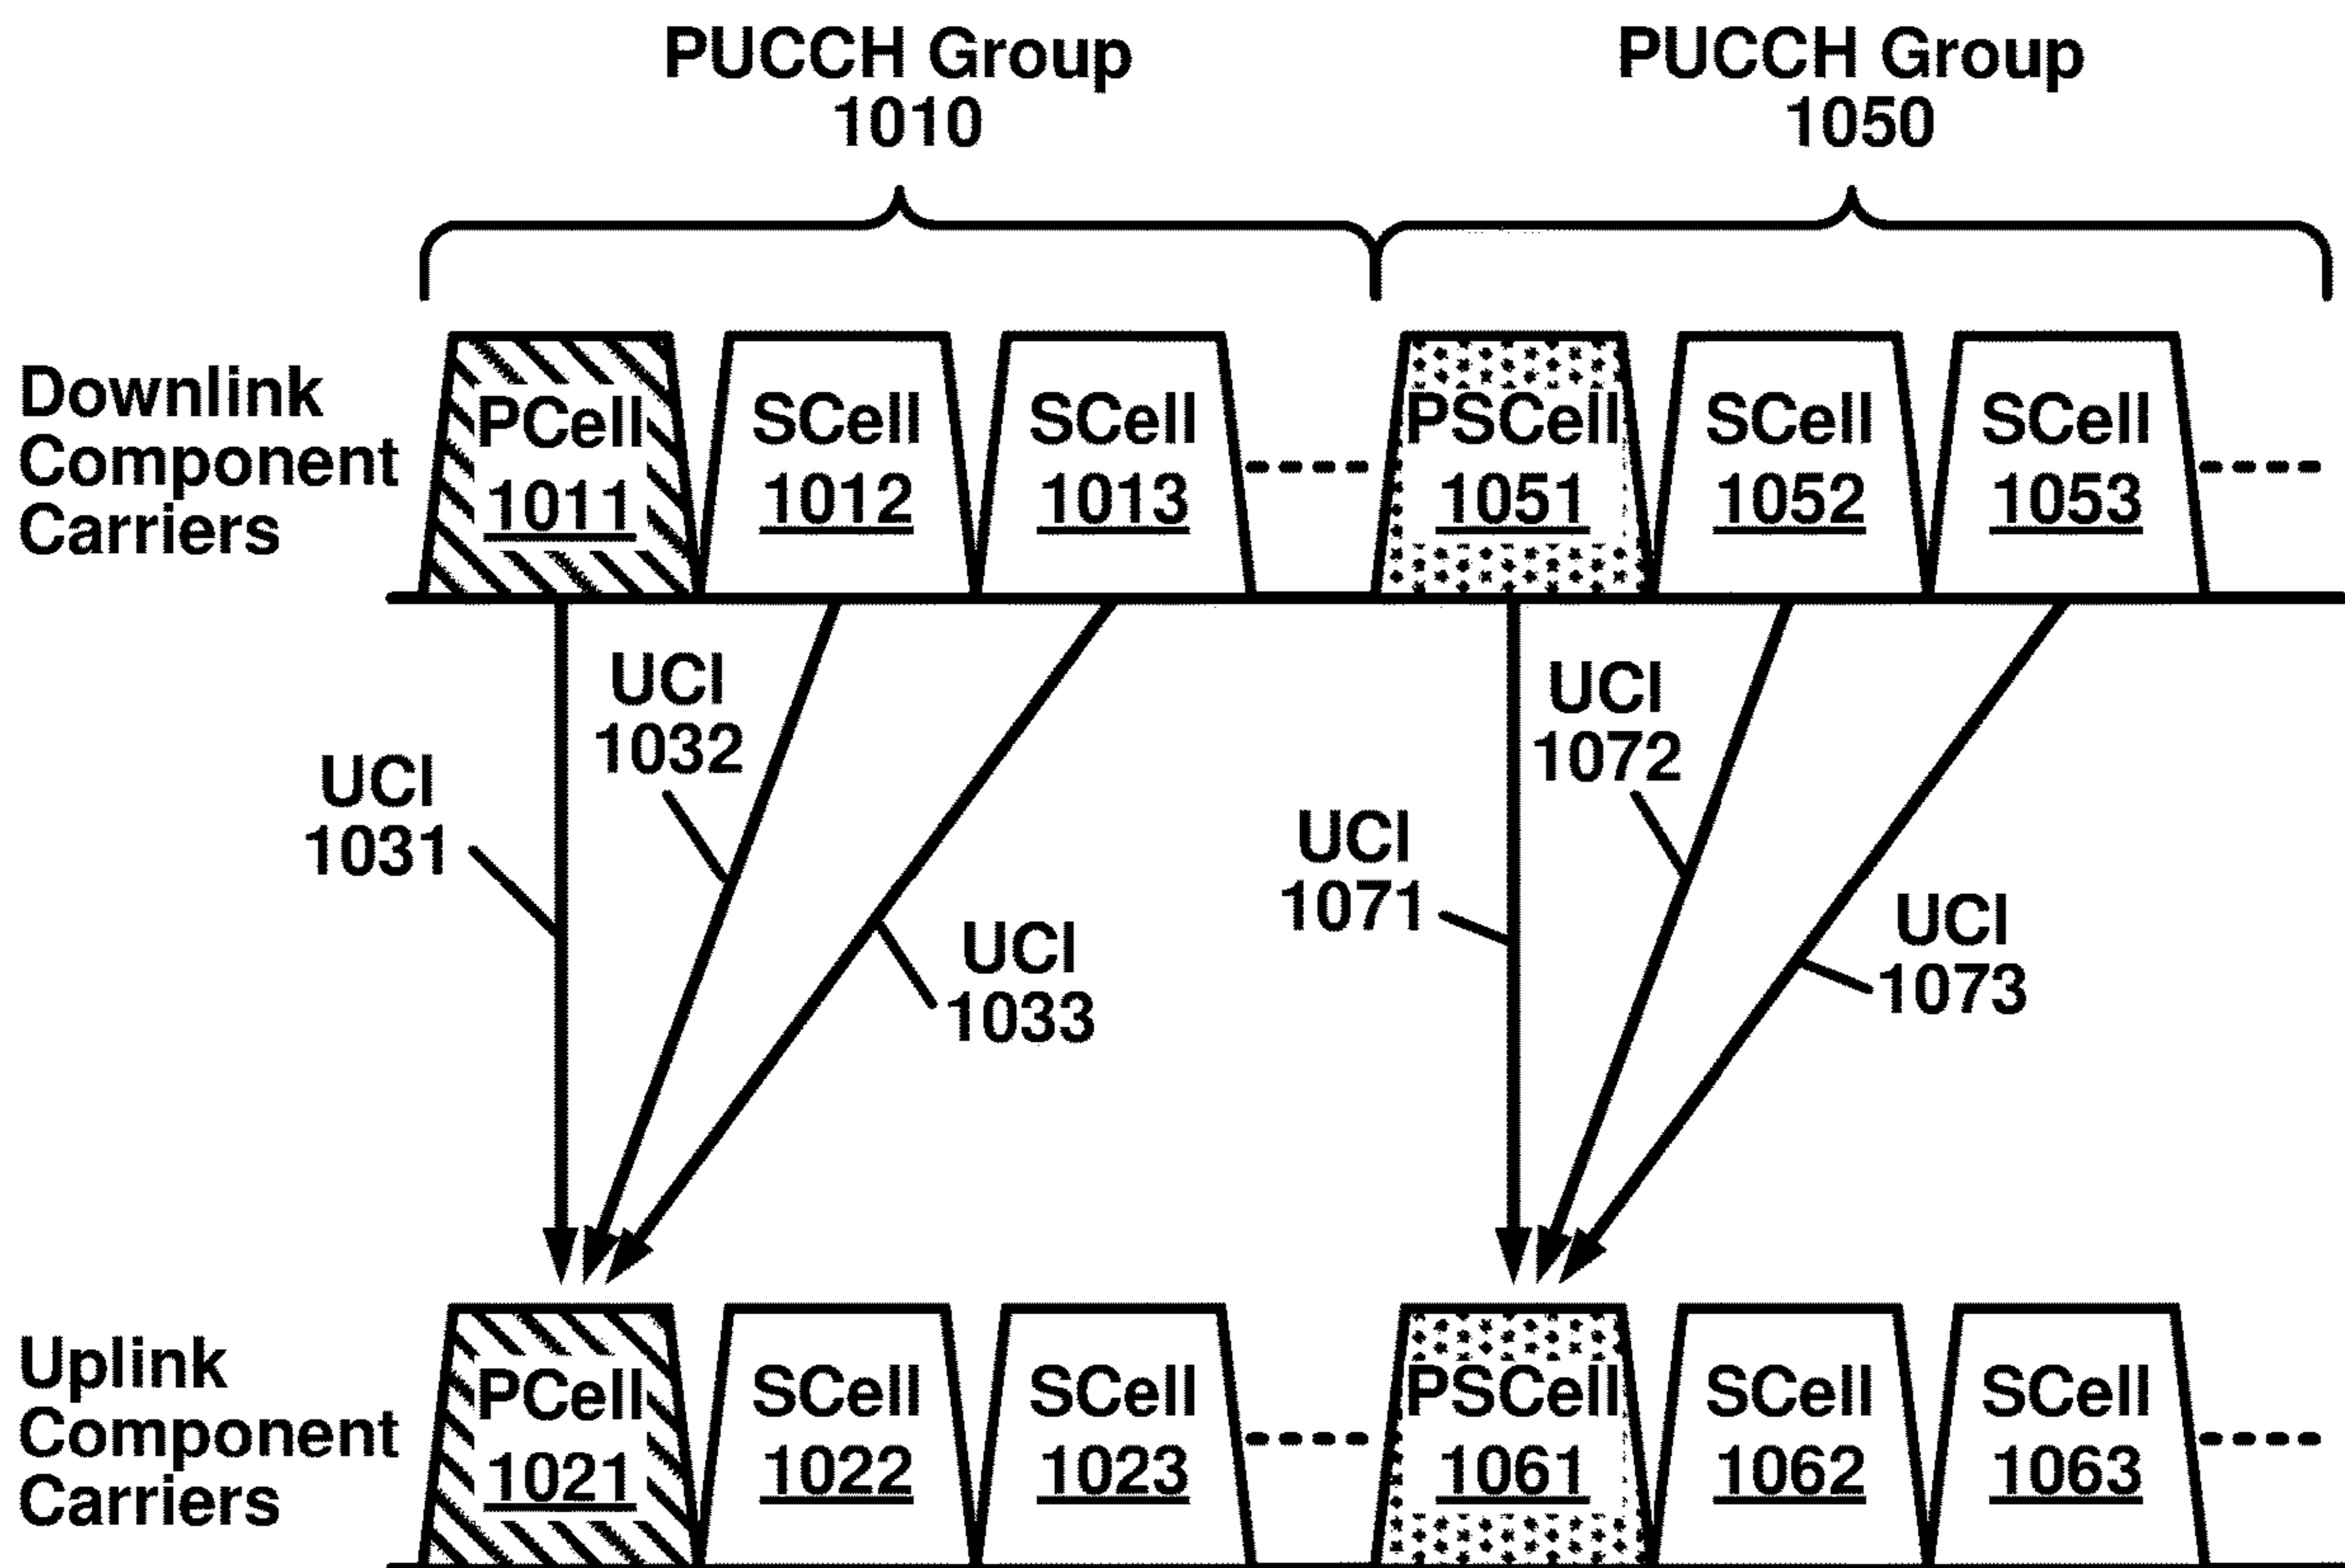 PUCCH Group
1010
PUCCH Group
1050
Downlink
Component
Carriers
PCell
1011
SCell
1012
SCell
1013
PSCell
1051
SCell
1052
SCell
1053
UCI
1031
UCI
1032
UCI
1033
UCI
1071
UCI
1072
UCI
1073
Uplink
Component
Carriers
PCell
1021
SCell
1022
SCell
1023
PSCell
1061
SCell
1062
SCell
1063